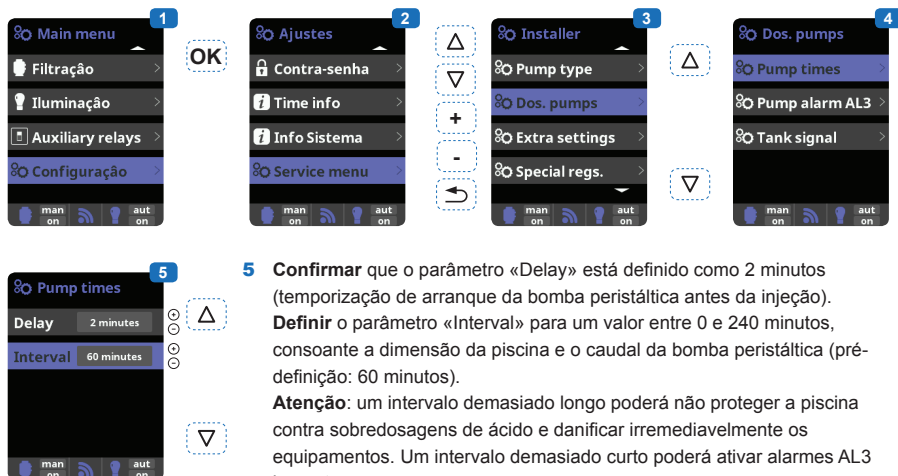 1
Main menu
Filtração
Iluminação
Auxiliary relays
Configuração
man on
aut on
OK
2
Ajustes
Contra-senha
Time info
Info Sistema
Service menu
man on
aut on
+
-
3
Installer
Pump type
Dos. pumps
Extra settings
Special regs.
man on
aut on
4
Dos. pumps
Pump times
Pump alarm AL3
Tank signal
man on
aut on
5
Pump times
Delay 2 minutes
Interval 60 minutes
man on
aut on
5 Confirmar que o parâmetro «Delay» está definido como 2 minutos
(temporização de arranque da bomba peristáltica antes da injeção).
Definir o parâmetro «Interval» para um valor entre 0 e 240 minutos,
consoante a dimensão da piscina e o caudal da bomba peristáltica (pré-
definição: 60 minutos).
Atenção: um intervalo demasiado longo poderá não proteger a piscina
contra sobredosagens de ácido e danificar irremediavelmente os
equipamentos. Um intervalo demasiado curto poderá ativar alarmes AL3